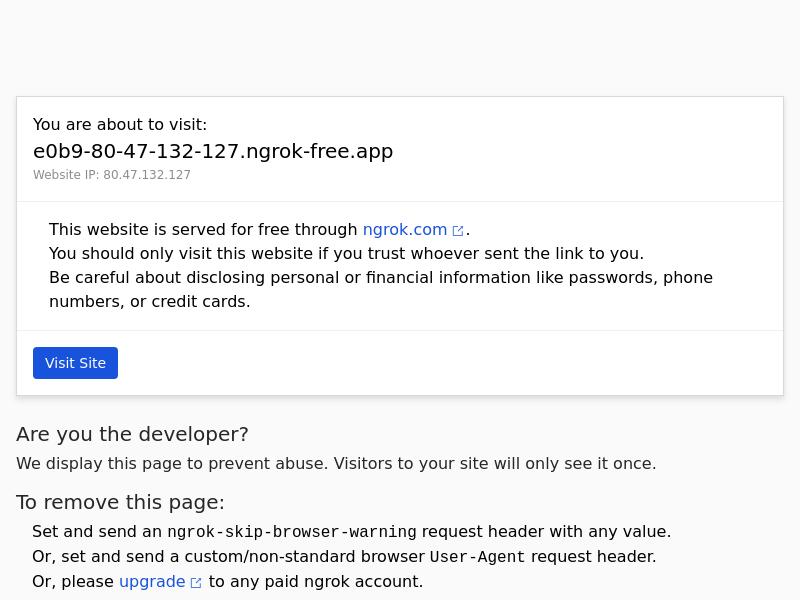 You are about to visit:
e0b9-80-47-132-127.ngrok-free.app
Website IP: 80.47.132.127
This website is served for free through ngrok.com.
You should only visit this website if you trust whoever sent the link to you.
Be careful about disclosing personal or financial information like passwords, phone
numbers, or credit cards.
Visit Site
Are you the developer?
We display this page to prevent abuse. Visitors to your site will only see it once.
To remove this page:
Set and send an ngrok-skip-browser-warning request header with any value.
Or, set and send a custom/non-standard browser User-Agent request header.
Or, please upgrade to any paid ngrok account.